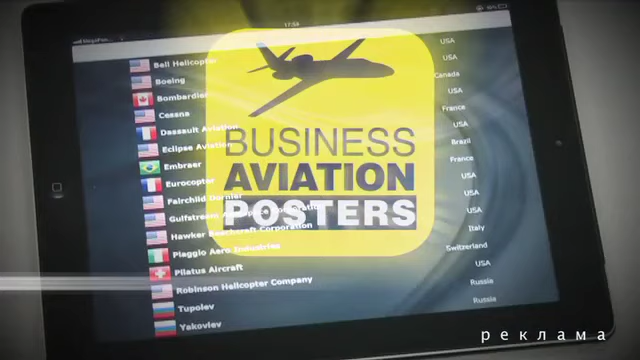 17:59
Bell Helicopter USA
Boeing USA
Bombardier Canada
Cessna USA
Dassault Aviation France
Eclipse Aviation USA
Embraer Brazil
Eurocopter France
Fairchild Dornier USA
Gulfstream Corporation USA
Hawker Beechcraft Corporation USA
Piaggio Aero Industries Italy
Pilatus Aircraft Switzerland
Robinson Helicopter Company USA
Tupolev Russia
Yakovlev Russia
BUSINESS
AVIATION
POSTERS
реклама